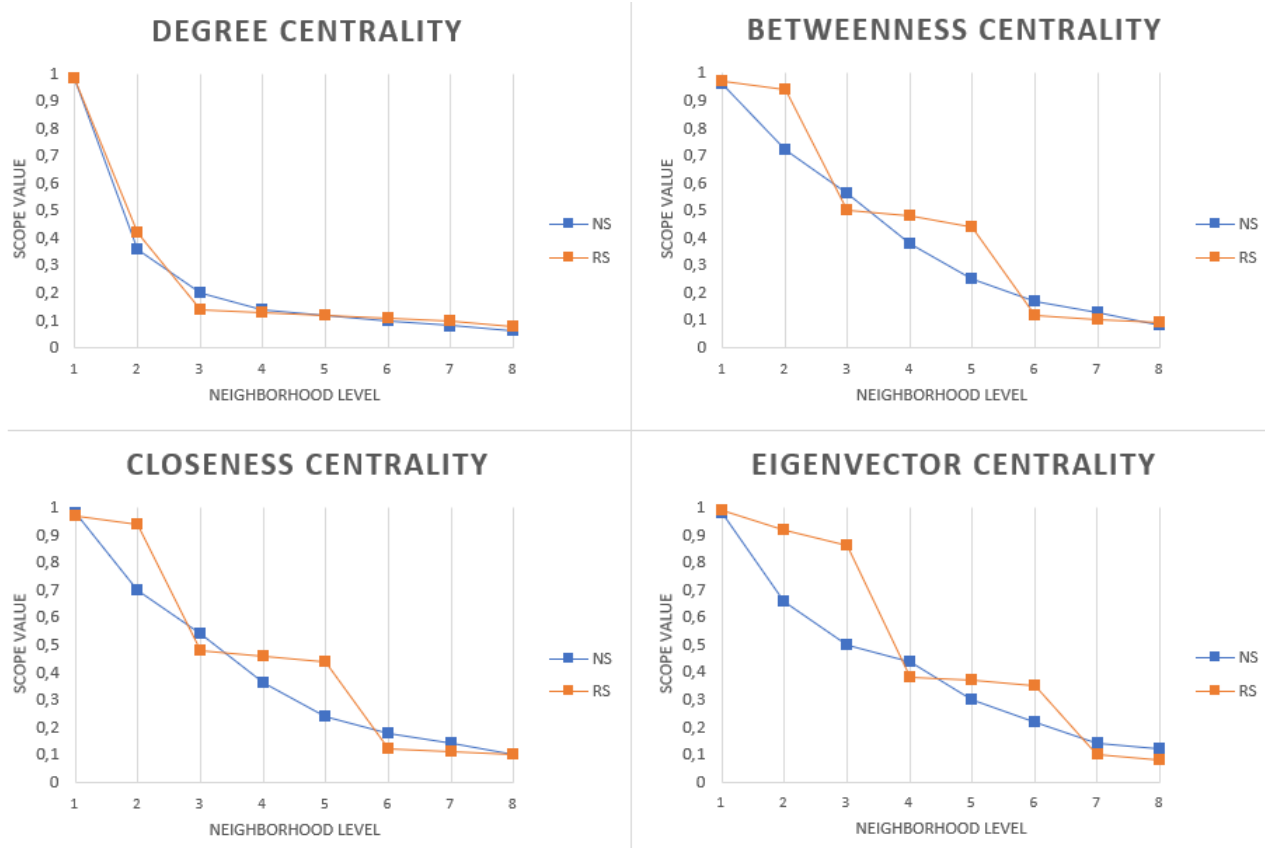 DEGREE CENTRALITY
SCOPE VALUE
1
0,9
0,8
0,7
0,6
0,5
0,4
0,3
0,2
0,1
0
1 2 3 4 5 6 7 8
NEIGHBORHOOD LEVEL
NS
RS
BETWEENNESS CENTRALITY
SCOPE VALUE
1
0,9
0,8
0,7
0,6
0,5
0,4
0,3
0,2
0,1
0
1 2 3 4 5 6 7 8
NEIGHBORHOOD LEVEL
NS
RS
CLOSENESS CENTRALITY
SCOPE VALUE
1
0,9
0,8
0,7
0,6
0,5
0,4
0,3
0,2
0,1
0
1 2 3 4 5 6 7 8
NEIGHBORHOOD LEVEL
NS
RS
EIGENVECTOR CENTRALITY
SCOPE VALUE
1
0,9
0,8
0,7
0,6
0,5
0,4
0,3
0,2
0,1
0
1 2 3 4 5 6 7 8
NEIGHBORHOOD LEVEL
NS
RS